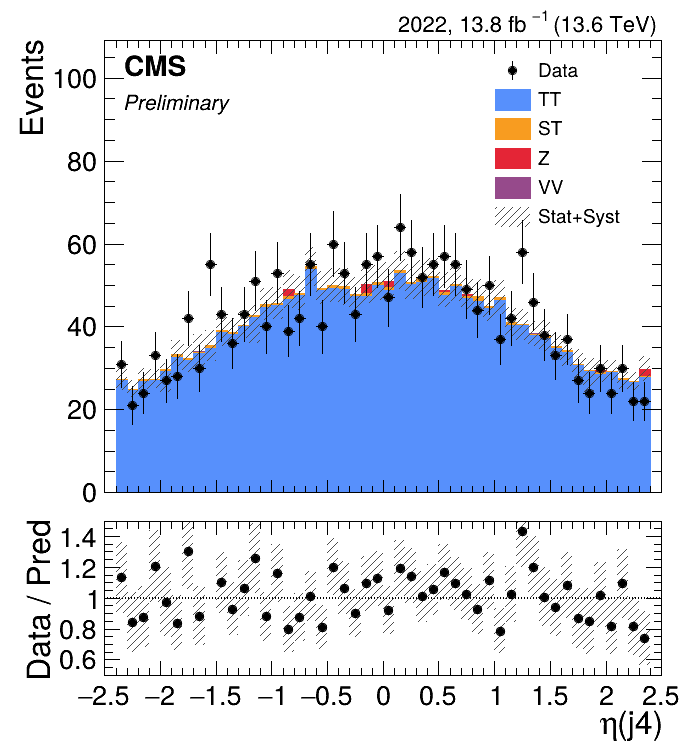 2022, 13.8 fb⁻¹ (13.6 TeV)
Events
CMS
Preliminary
Data
TT
ST
Z
VV
Stat+Syst
100
80
60
40
20
0
Data / Pred
1.4
1.2
1
0.8
0.6
−2.5 −2 −1.5 −1 −0.5 0 0.5 1 1.5 2 2.5
η(j4)